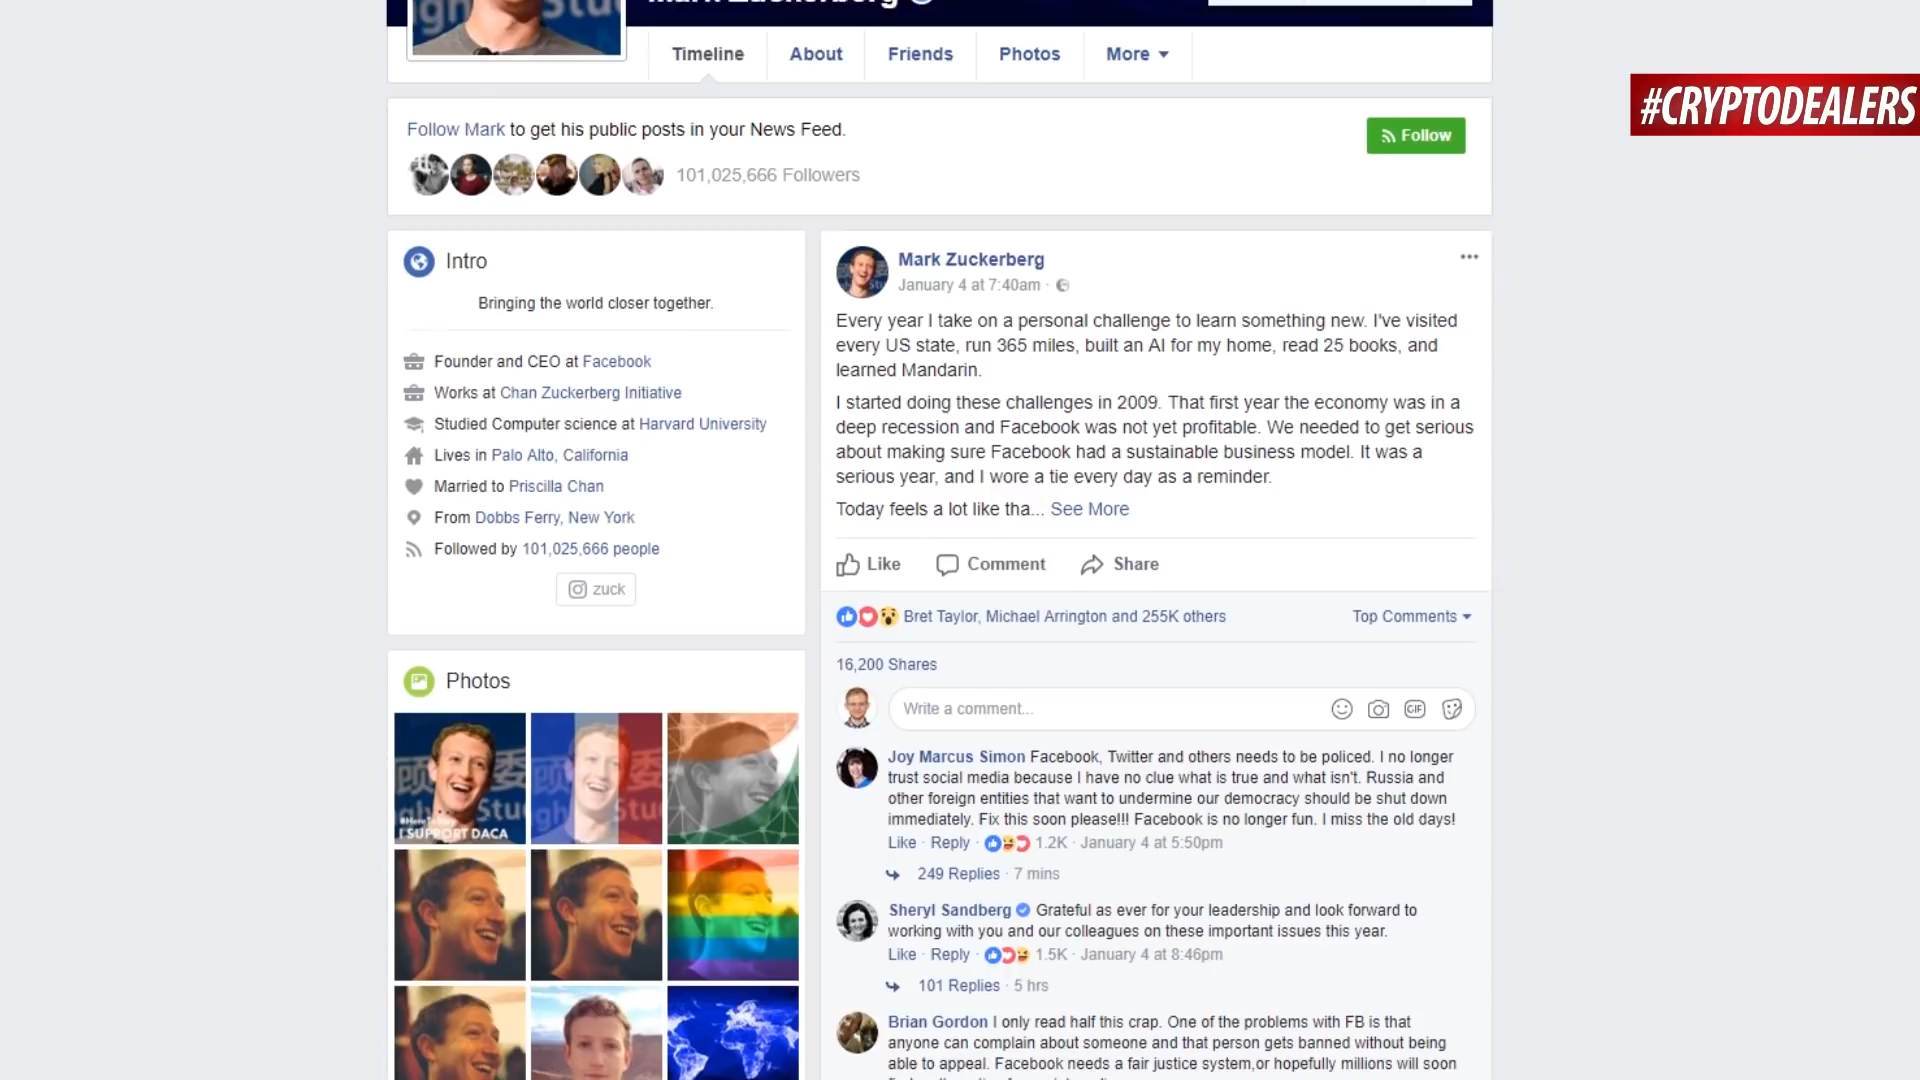 Mark Zuckerberg
Timeline
About
Friends
Photos
More
#CRYPTODEALERS
Follow Mark to get his public posts in your News Feed.
Follow
101,025,666 Followers
Intro
Bringing the world closer together.
Founder and CEO at Facebook
Works at Chan Zuckerberg Initiative
Studied Computer science at Harvard University
Lives in Palo Alto, California
Married to Priscilla Chan
From Dobbs Ferry, New York
Followed by 101,025,666 people
zuck
Photos
I SUPPORT DACA
Mark Zuckerberg
January 4 at 7:40am ·
Every year I take on a personal challenge to learn something new. I've visited
every US state, run 365 miles, built an AI for my home, read 25 books, and
learned Mandarin.
I started doing these challenges in 2009. That first year the economy was in a
deep recession and Facebook was not yet profitable. We needed to get serious
about making sure Facebook had a sustainable business model. It was a
serious year, and I wore a tie every day as a reminder.
Today feels a lot like tha... See More
Like
Comment
Share
Bret Taylor, Michael Arrington and 255K others
Top Comments
16,200 Shares
Write a comment...
GIF
Joy Marcus Simon Facebook, Twitter and others needs to be policed. I no longer
trust social media because I have no clue what is true and what isn't. Russia and
other foreign entities that want to undermine our democracy should be shut down
immediately. Fix this soon please!!! Facebook is no longer fun. I miss the old days!
Like · Reply · 1.2K · January 4 at 5:50pm
249 Replies · 7 mins
Sheryl Sandberg Grateful as ever for your leadership and look forward to
working with you and our colleagues on these important issues this year.
Like · Reply · 1.5K · January 4 at 8:46pm
101 Replies · 5 hrs
Brian Gordon I only read half this crap. One of the problems with FB is that
anyone can complain about someone and that person gets banned without being
able to appeal. Facebook needs a fair justice system,or hopefully millions will soon